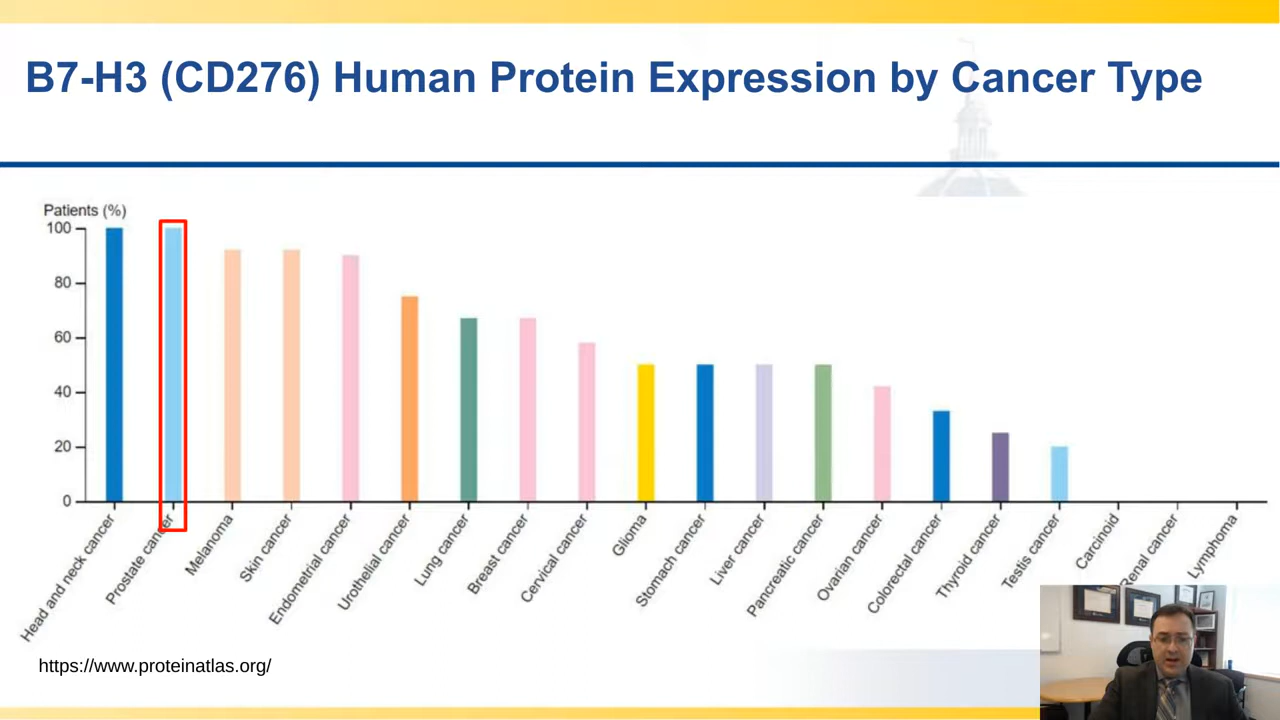 B7-H3 (CD276) Human Protein Expression by Cancer Type
Patients (%)
100
80
60
40
20
0
Head and neck cancer
Prostate cancer
Melanoma
Skin cancer
Endometrial cancer
Urothelial cancer
Lung cancer
Breast cancer
Cervical cancer
Glioma
Stomach cancer
Liver cancer
Pancreatic cancer
Ovarian cancer
Colorectal cancer
Thyroid cancer
Testis cancer
Carcinoid
Renal cancer
Lymphoma
https://www.proteinatlas.org/